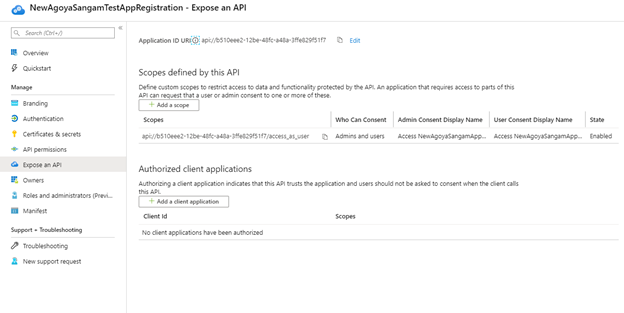 NewAgoyaSangamTestAppRegistration - Expose an API
Search (Ctrl+/)
Overview
Quickstart
Manage
Branding
Authentication
Certificates & secrets
API permissions
Expose an API
Owners
Roles and administrators (Previ...
Manifest
Support + Troubleshooting
Troubleshooting
New support request
Application ID URI api://b510eee2-12be-48fc-a48a-3ffe829f51f7 Edit
Scopes defined by this API
Define custom scopes to restrict access to data and functionality protected by the API. An application that requires access to parts of this
API can request that a user or admin consent to one or more of these.
+ Add a scope
Scopes Who Can Consent Admin Consent Display Name User Consent Display Name State
api://b510eee2-12be-48fc-a48a-3ffe829f51f7/access_as_user Admins and users Access NewAgoyaSangamApp... Access NewAgoyaSangamApp... Enabled
Authorized client applications
Authorizing a client application indicates that this API trusts the application and users should not be asked to consent when the client calls
this API.
+ Add a client application
Client Id Scopes
No client applications have been authorized